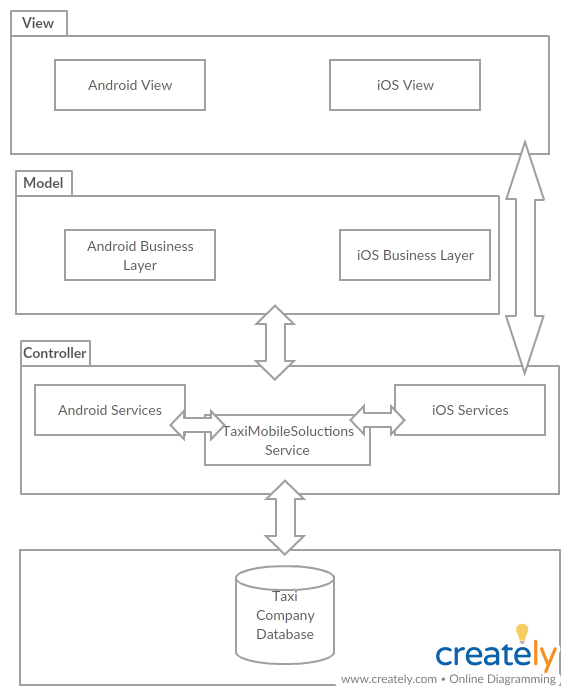 View
Android View
iOS View
Model
Android Business
Layer
iOS Business Layer
Controller
Android Services
iOS Services
TaxiMobileSoluctions
Service
Taxi
Company
Database
creately
www.creately.com • Online Diagramming